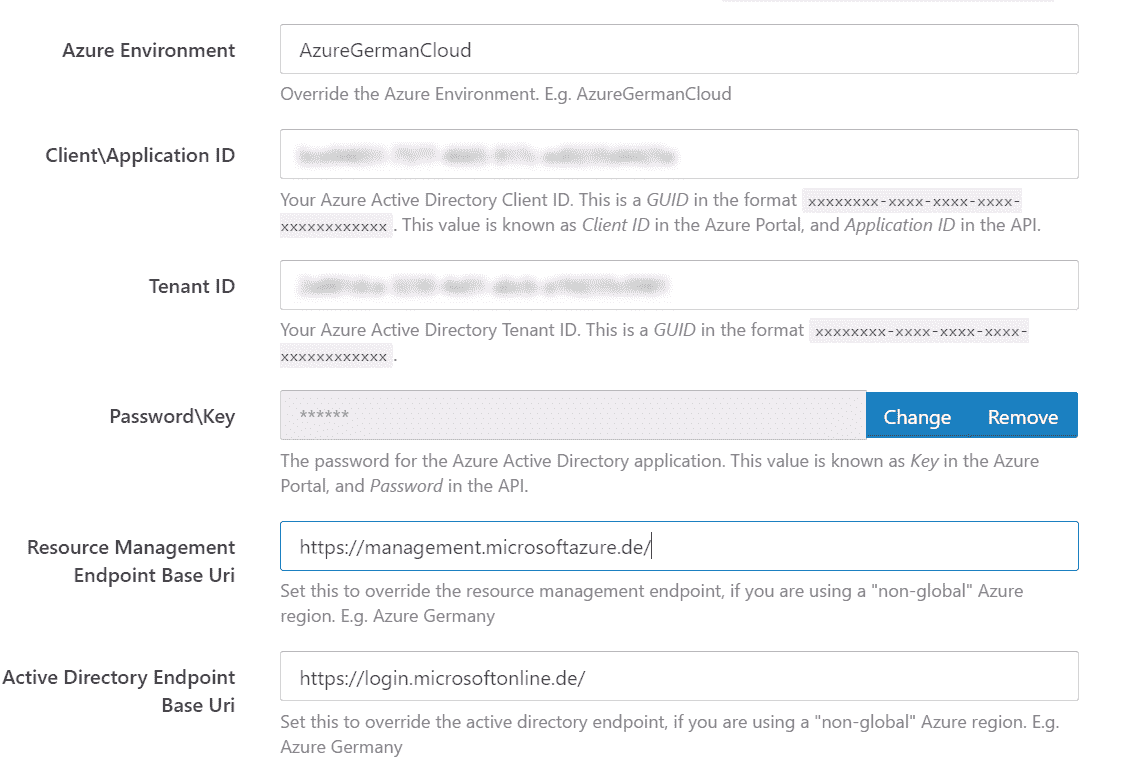 Azure Environment
AzureGermanCloud
Override the Azure Environment. E.g. AzureGermanCloud
Client\Application ID
Your Azure Active Directory Client ID. This is a GUID in the format xxxxxxxx-xxxx-xxxx-xxxx-
xxxxxxxxxxxx . This value is known as Client ID in the Azure Portal, and Application ID in the API.
Tenant ID
Your Azure Active Directory Tenant ID. This is a GUID in the format xxxxxxxx-xxxx-xxxx-xxxx-
xxxxxxxxxxxx .
Password\Key
****** Change Remove
The password for the Azure Active Directory application. This value is known as Key in the Azure
Portal, and Password in the API.
Resource Management
Endpoint Base Uri
https://management.microsoftazure.de/
Set this to override the resource management endpoint, if you are using a "non-global" Azure
region. E.g. Azure Germany
Active Directory Endpoint
Base Uri
https://login.microsoftonline.de/
Set this to override the active directory endpoint, if you are using a "non-global" Azure region. E.g.
Azure Germany